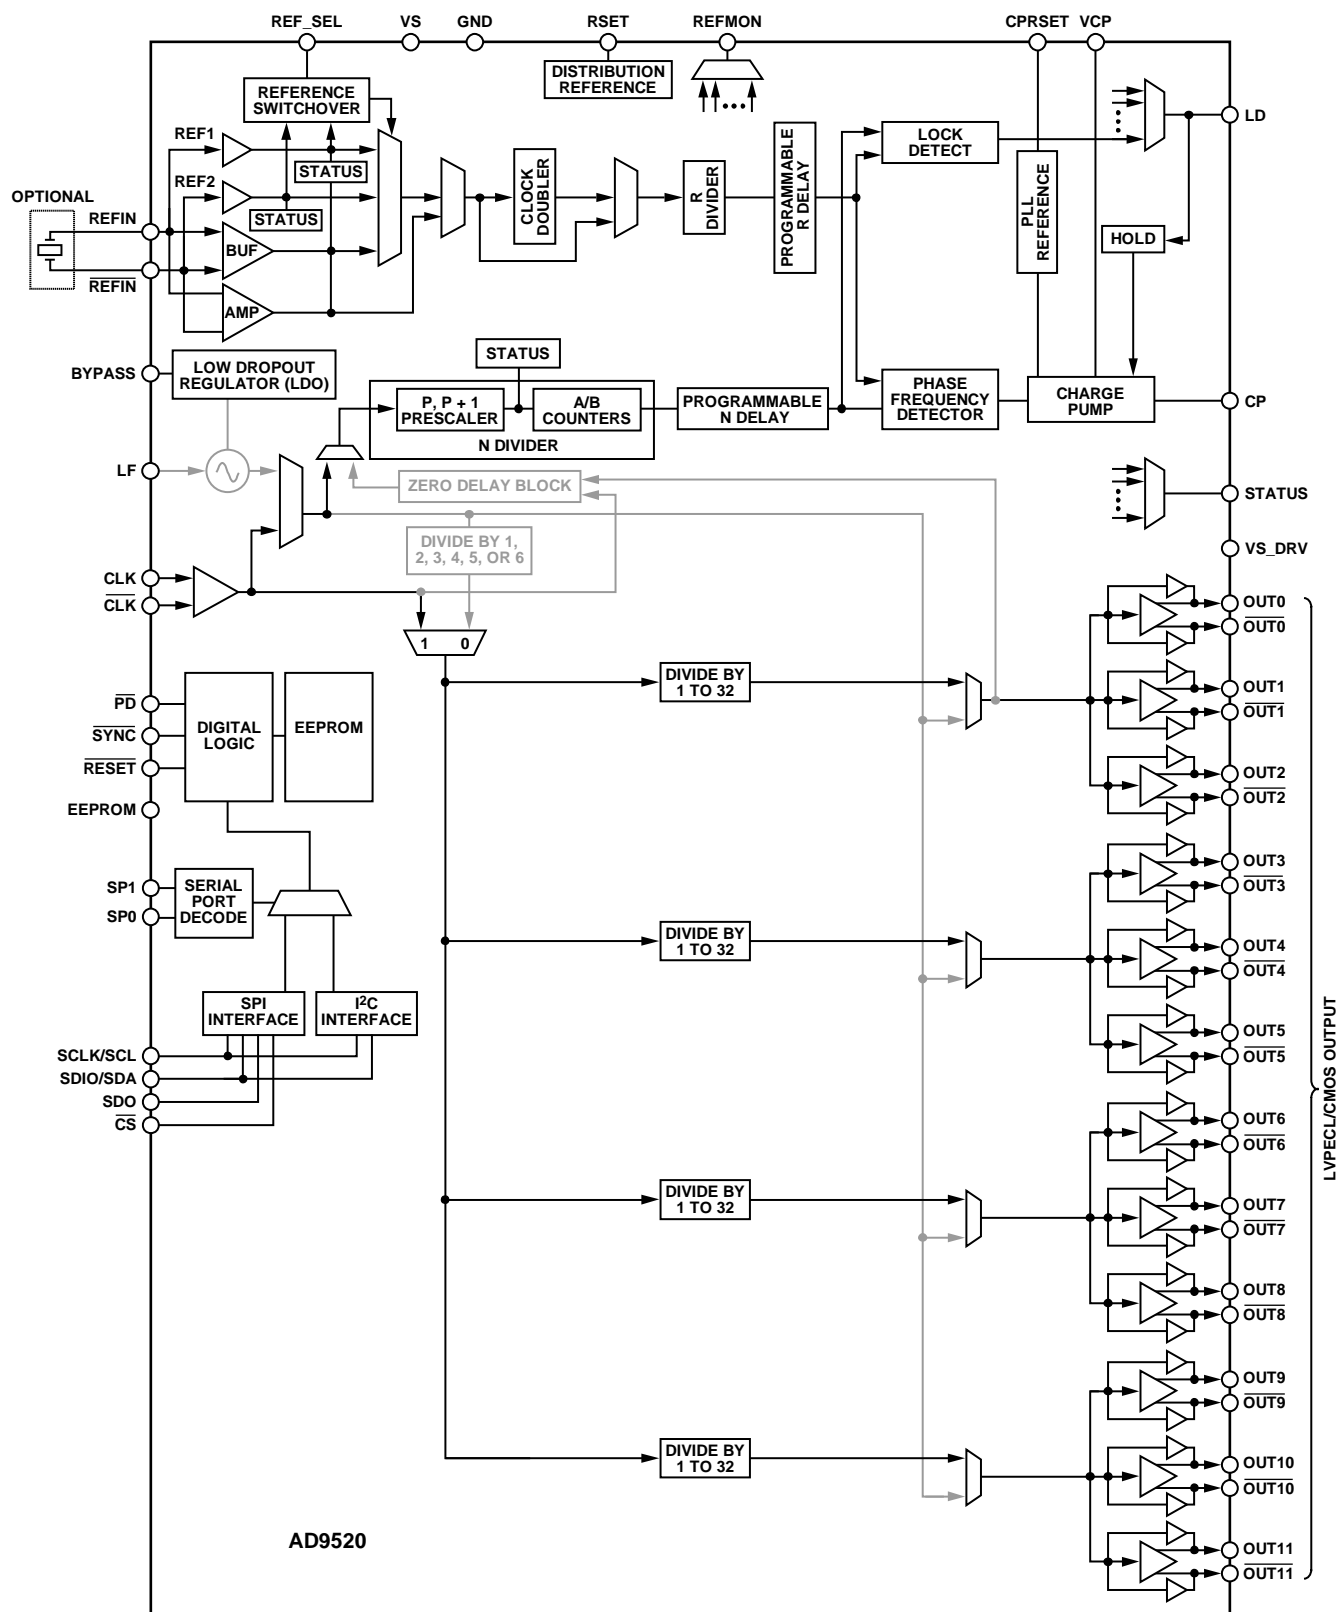 REF_SEL VS GND RSET REFMON CPRSET VCP
DISTRIBUTION
REFERENCE
REFERENCE
SWITCHOVER
REF1
STATUS
REF2
STATUS
OPTIONAL
REFIN
REFIN
BUF
AMP
CLOCK
DOUBLER
R
DIVIDER
PROGRAMMABLE
R DELAY
LOCK
DETECT
PLL
REFERENCE
LD
HOLD
BYPASS
LOW DROPOUT
REGULATOR (LDO)
STATUS
P, P + 1
PRESCALER
A/B
COUNTERS
N DIVIDER
PROGRAMMABLE
N DELAY
PHASE
FREQUENCY
DETECTOR
CHARGE
PUMP
CP
LF
ZERO DELAY BLOCK
STATUS
DIVIDE BY 1,
2, 3, 4, 5, OR 6
VS_DRV
CLK
CLK
1 0
OUT0
OUT0
DIVIDE BY
1 TO 32
OUT1
OUT1
OUT2
OUT2
PD
SYNC
RESET
EEPROM
DIGITAL
LOGIC
EEPROM
SP1
SP0
SERIAL
PORT
DECODE
OUT3
OUT3
DIVIDE BY
1 TO 32
OUT4
OUT4
OUT5
OUT5
SPI
INTERFACE
I2C
INTERFACE
SCLK/SCL
SDIO/SDA
SDO
CS
LVPECL/CMOS OUTPUT
OUT6
OUT6
DIVIDE BY
1 TO 32
OUT7
OUT7
OUT8
OUT8
OUT9
OUT9
DIVIDE BY
1 TO 32
OUT10
OUT10
OUT11
OUT11
AD9520